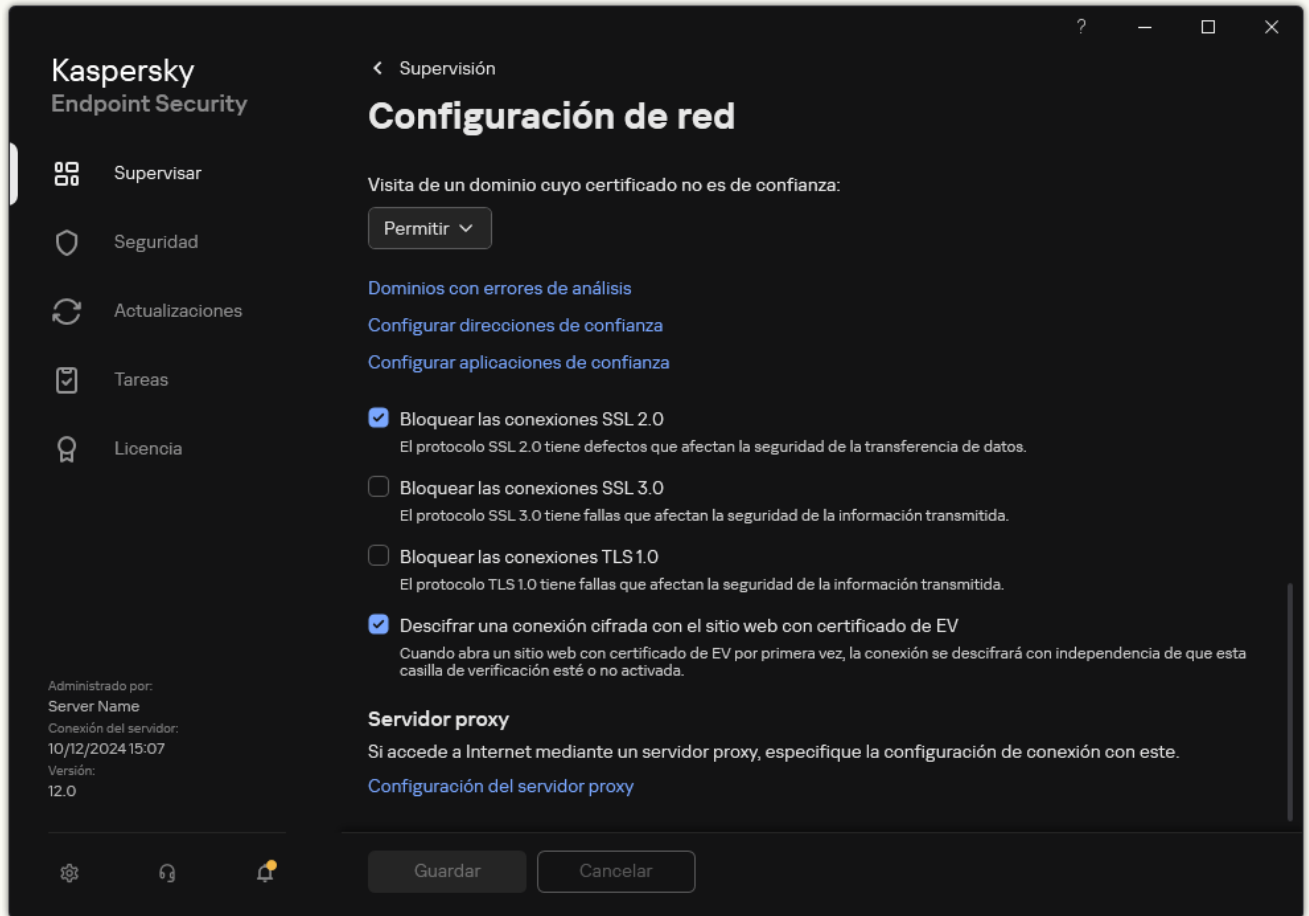 ?
Kaspersky
Endpoint Security
Supervisar
Seguridad
Actualizaciones
Tareas
Licencia
Administrado por:
Server Name
Conexión del servidor:
10/12/2024 15:07
Versión:
12.0
Supervisión
Configuración de red
Visita de un dominio cuyo certificado no es de confianza:
Permitir
Dominios con errores de análisis
Configurar direcciones de confianza
Configurar aplicaciones de confianza
Bloquear las conexiones SSL 2.0
El protocolo SSL 2.0 tiene defectos que afectan la seguridad de la transferencia de datos.
Bloquear las conexiones SSL 3.0
El protocolo SSL 3.0 tiene fallas que afectan la seguridad de la información transmitida.
Bloquear las conexiones TLS 1.0
El protocolo TLS 1.0 tiene fallas que afectan la seguridad de la información transmitida.
Descifrar una conexión cifrada con el sitio web con certificado de EV
Cuando abra un sitio web con certificado de EV por primera vez, la conexión se descifrará con independencia de que esta
casilla de verificación esté o no activada.
Servidor proxy
Si accede a Internet mediante un servidor proxy, especifique la configuración de conexión con este.
Configuración del servidor proxy
Guardar
Cancelar